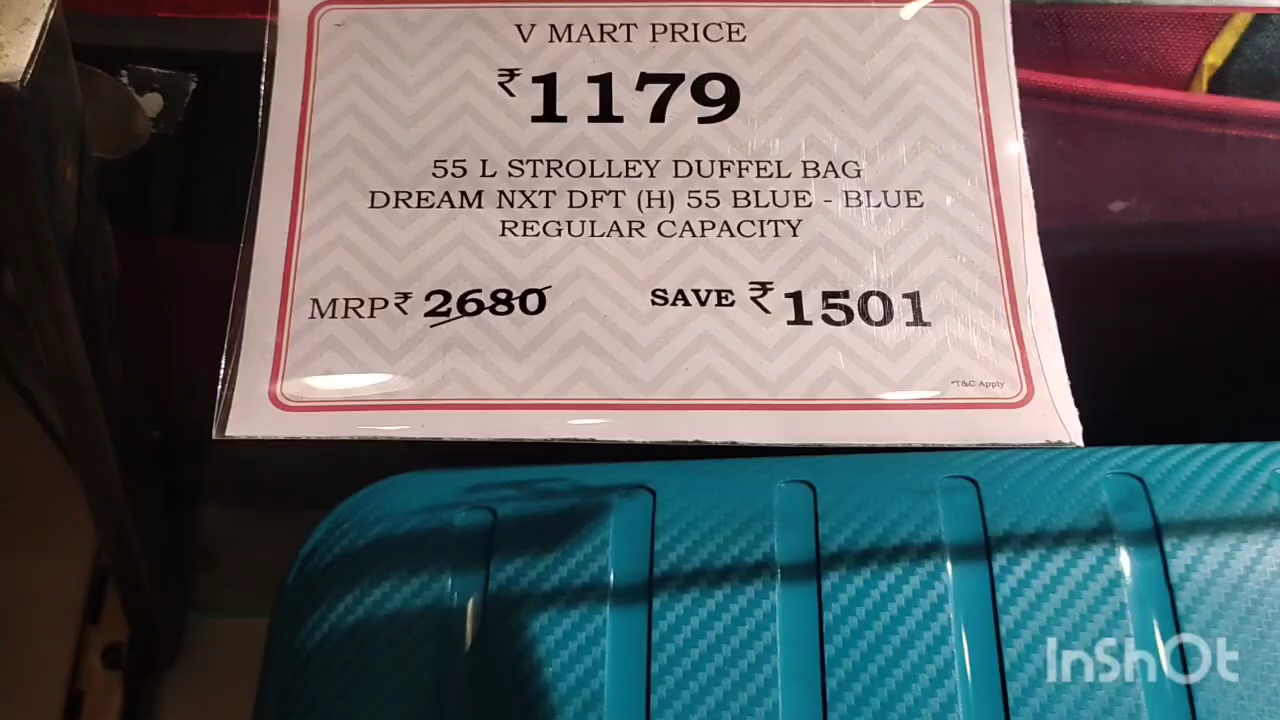 V MART PRICE
₹1179
55 L STROLLEY DUFFEL BAG
DREAM NXT DFT (H) 55 BLUE - BLUE
REGULAR CAPACITY
MRP₹ 2680 SAVE ₹1501
*T&C Apply
InShOt